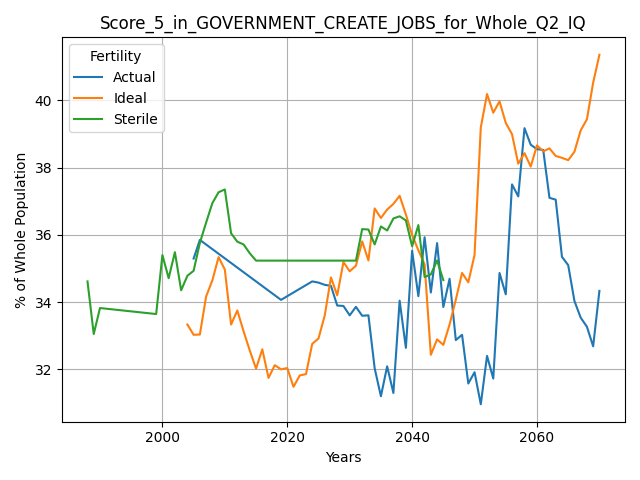 Score_5_in_GOVERNMENT_CREATE_JOBS_for_Whole_Q2_IQ
Fertility
Actual
Ideal
Sterile
% of Whole Population
40
38
36
34
32
2000
2020
2040
2060
Years